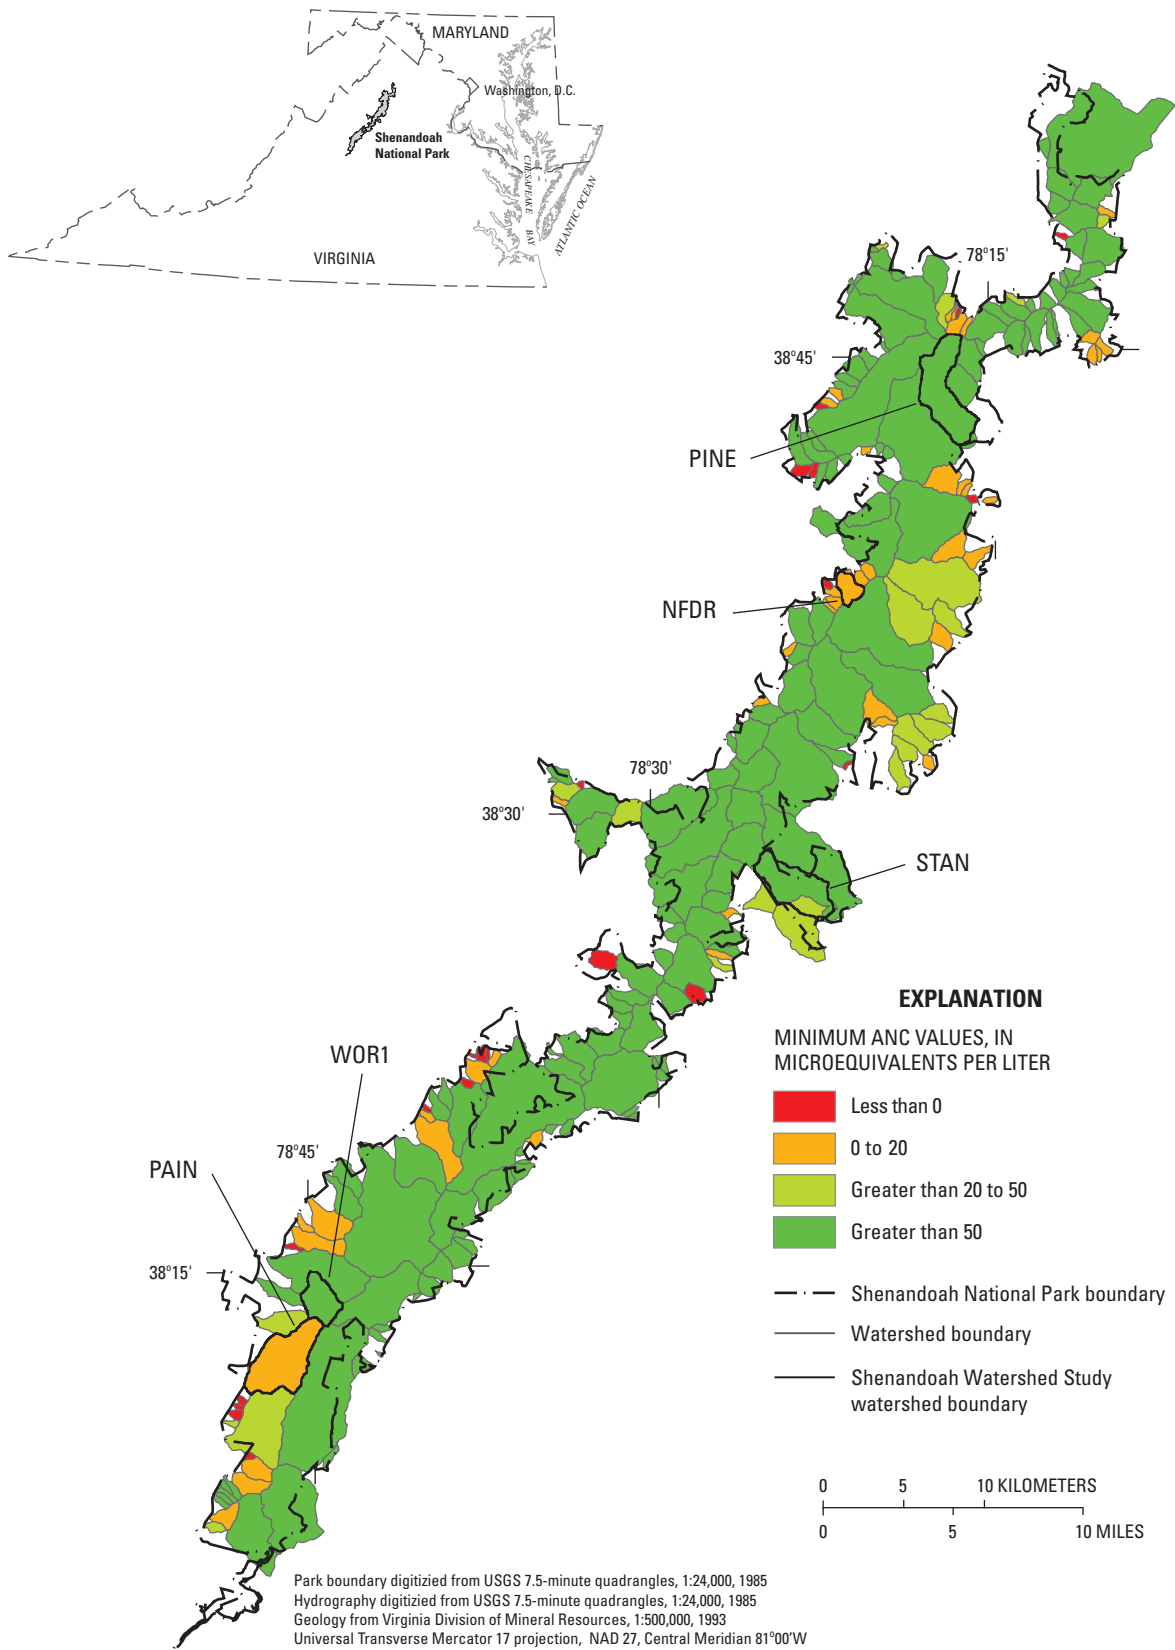 MARYLAND
Washington, D.C.
Shenandoah
National Park
CHESAPEAKE BAY
ATLANTIC OCEAN
VIRGINIA
78°15'
38°45'
PINE
NFDR
78°30'
38°30'
STAN
WOR1
78°45'
PAIN
38°15'
EXPLANATION
MINIMUM ANC VALUES, IN
MICROEQUIVALENTS PER LITER
Less than 0
0 to 20
Greater than 20 to 50
Greater than 50
Shenandoah National Park boundary
Watershed boundary
Shenandoah Watershed Study
watershed boundary
0 5 10 KILOMETERS
0 5 10 MILES
Park boundary digitizied from USGS 7.5-minute quadrangles, 1:24,000, 1985
Hydrography digitizied from USGS 7.5-minute quadrangles, 1:24,000, 1985
Geology from Virginia Division of Mineral Resources, 1:500,000, 1993
Universal Transverse Mercator 17 projection, NAD 27, Central Meridian 81°00'W